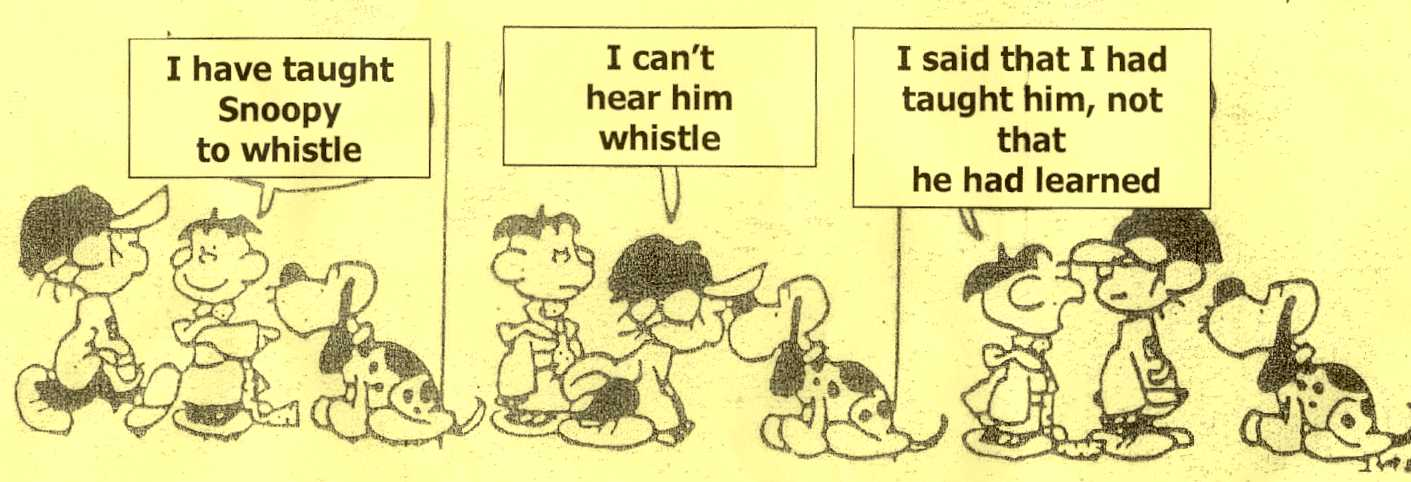 I have taught
Snoopy
to whistle
I can't
hear him
whistle
I said that I had
taught him, not
that
he had learned